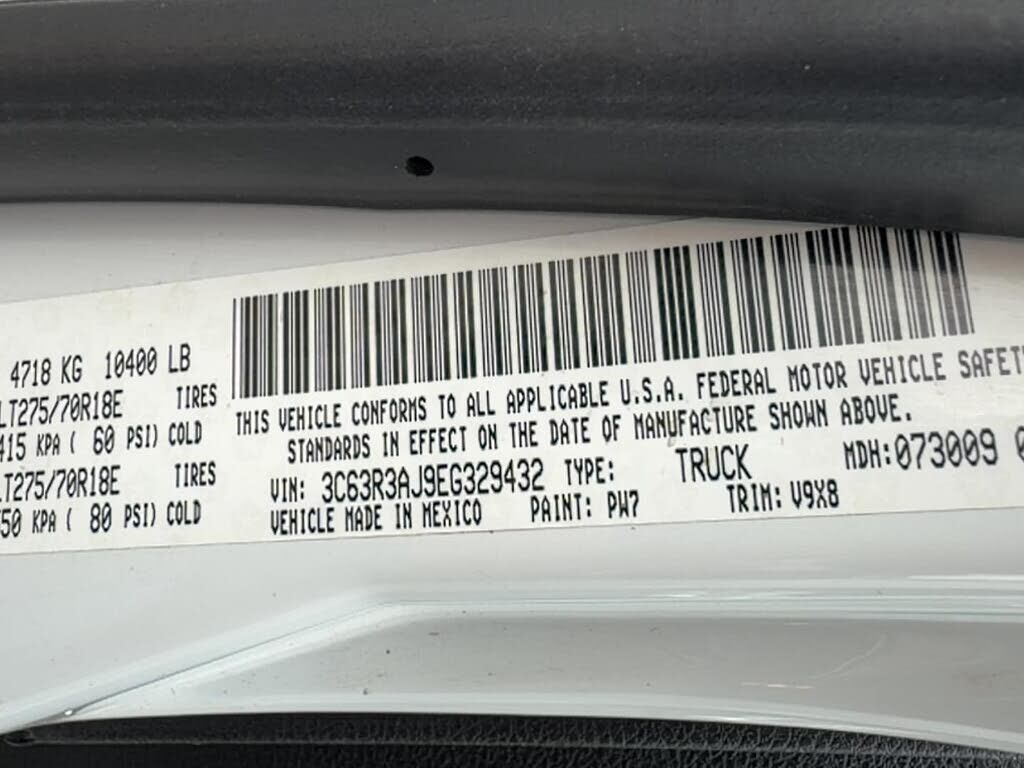 4718 KG 10400 LB
LT275/70R18E TIRES
415 KPA ( 60 PSI) COLD
LT275/70R18E TIRES
50 KPA ( 80 PSI) COLD
THIS VEHICLE CONFORMS TO ALL APPLICABLE U.S.A. FEDERAL MOTOR VEHICLE SAFET
STANDARDS IN EFFECT ON THE DATE OF MANUFACTURE SHOWN ABOVE.
VIN: 3C63R3AJ9EG329432 TYPE: TRUCK MDH:073009 0
VEHICLE MADE IN MEXICO PAINT: PW7 TRIM: V9X8